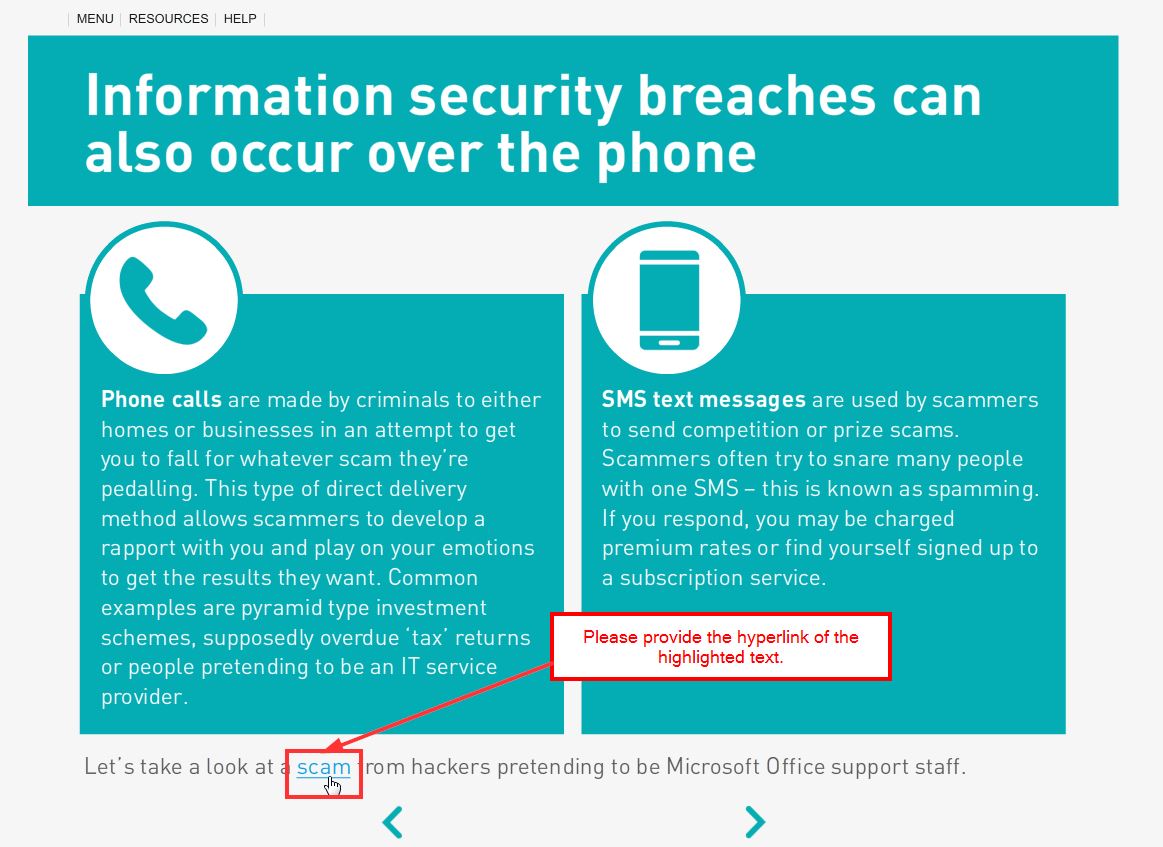 MENU RESOURCES HELP
Information security breaches can
also occur over the phone
Phone calls are made by criminals to either
homes or businesses in an attempt to get
you to fall for whatever scam they're
pedalling. This type of direct delivery
method allows scammers to develop a
rapport with you and play on your emotions
to get the results they want. Common
examples are pyramid type investment
schemes, supposedly overdue 'tax' returns
or people pretending to be an IT service
provider.
SMS text messages are used by scammers
to send competition or prize scams.
Scammers often try to snare many people
with one SMS – this is known as spamming.
If you respond, you may be charged
premium rates or find yourself signed up to
a subscription service.
Please provide the hyperlink of the
highlighted text.
Let's take a look at a scam from hackers pretending to be Microsoft Office support staff.